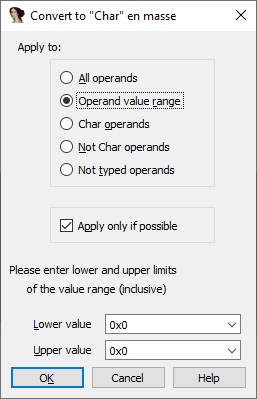 Convert to "Char" en masse
Apply to:
All operands
Operand value range
Char operands
Not Char operands
Not typed operands
Apply only if possible
Please enter lower and upper limits
of the value range (inclusive)
Lower value 0x0
Upper value 0x0
OK Cancel Help